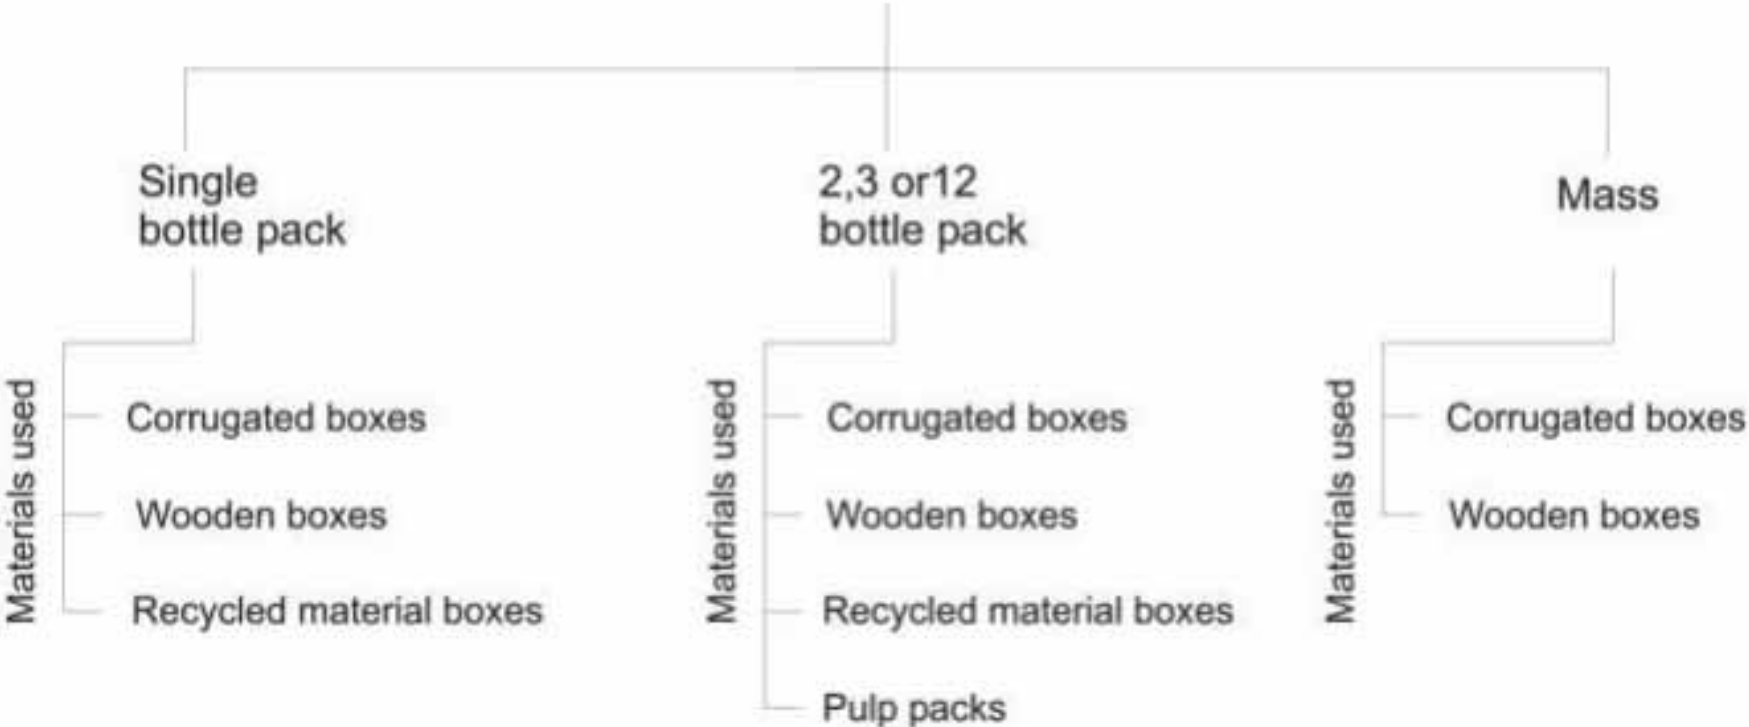 Single
bottle pack
Materials used
Corrugated boxes
Wooden boxes
Recycled material boxes
2,3 or12
bottle pack
Materials used
Corrugated boxes
Wooden boxes
Recycled material boxes
Pulp packs
Mass
Materials used
Corrugated boxes
Wooden boxes